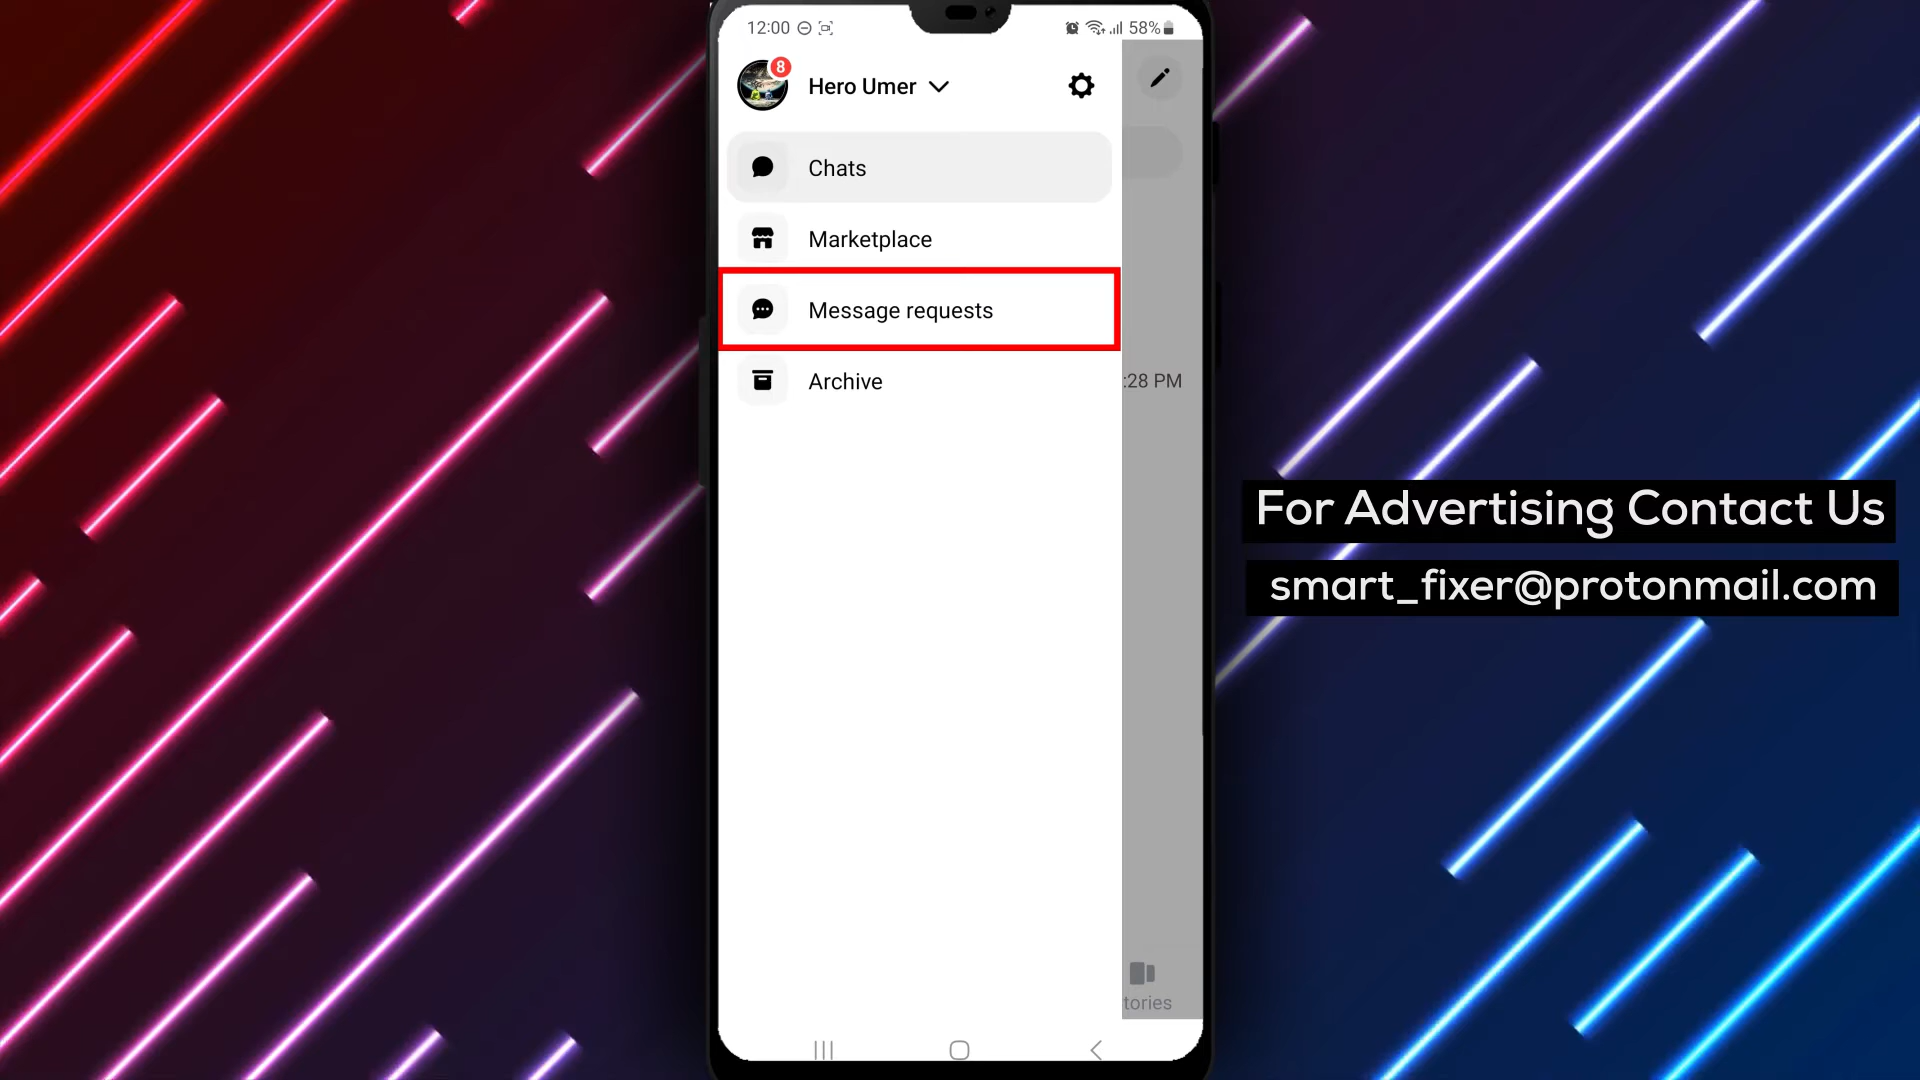 12:00 58%
8
Hero Umer
Chats
Marketplace
Message requests
Archive
:28 PM
tories
For Advertising Contact Us
smart_fixer@protonmail.com